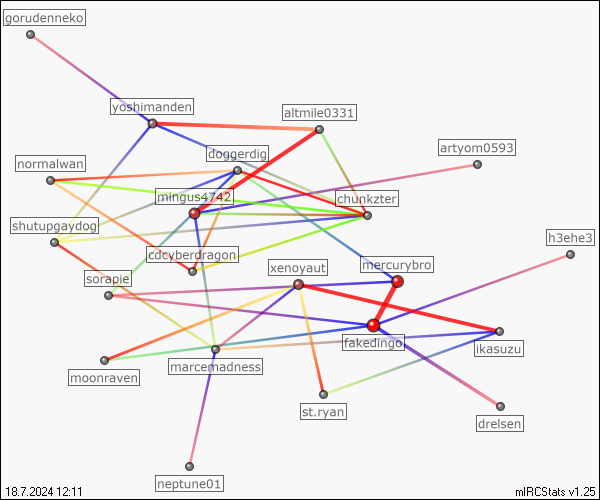 gorudenneko
yoshimanden
altmile0331
artyom0593
doggerdig
normalwan
mingus4742
chunkzter
shutupgaydog
h3ehe3
cdcyberdragon
mercurybro
xenoyaut
sorapie
fakedingo
ikasuzu
marcemadness
moonraven
st.ryan
drelsen
neptune01
18.7.2024 12:11
mIRCStats v1.25